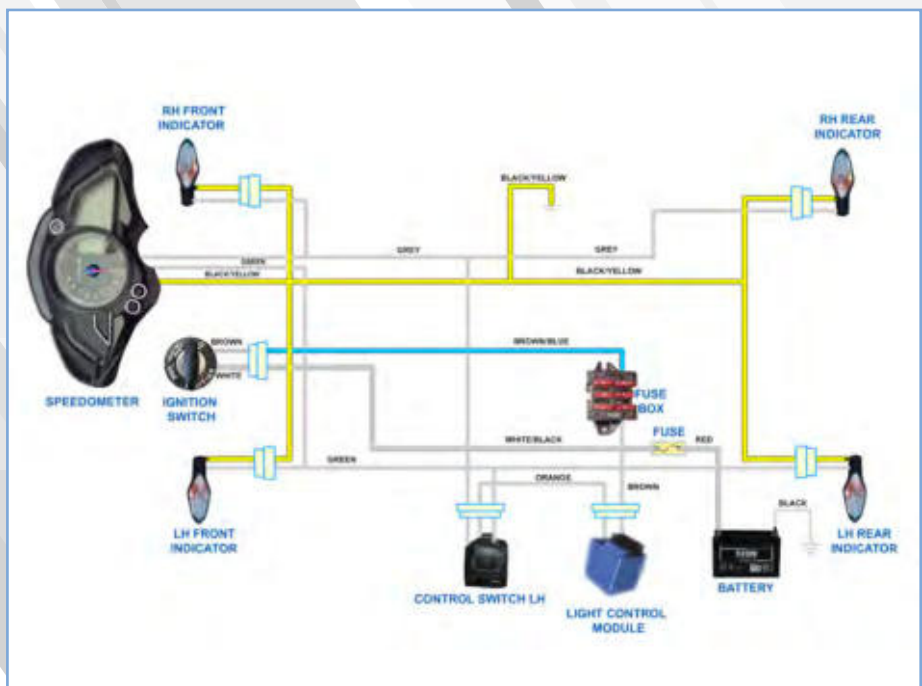 RH FRONT
INDICATOR
RH REAR
INDICATOR
BLACK/YELLOW
GREY
GREY
GREEN
BLACK/YELLOW
BLACK/YELLOW
BROWN
BROWN/BLUE
WHITE
SPEEDOMETER
IGNITION
SWITCH
FUSE
BOX
FUSE
WHITE/BLACK
RED
GREEN
ORANGE
BROWN
BLACK
LH FRONT
INDICATOR
LH REAR
INDICATOR
CONTROL SWITCH LH
LIGHT CONTROL
MODULE
BATTERY